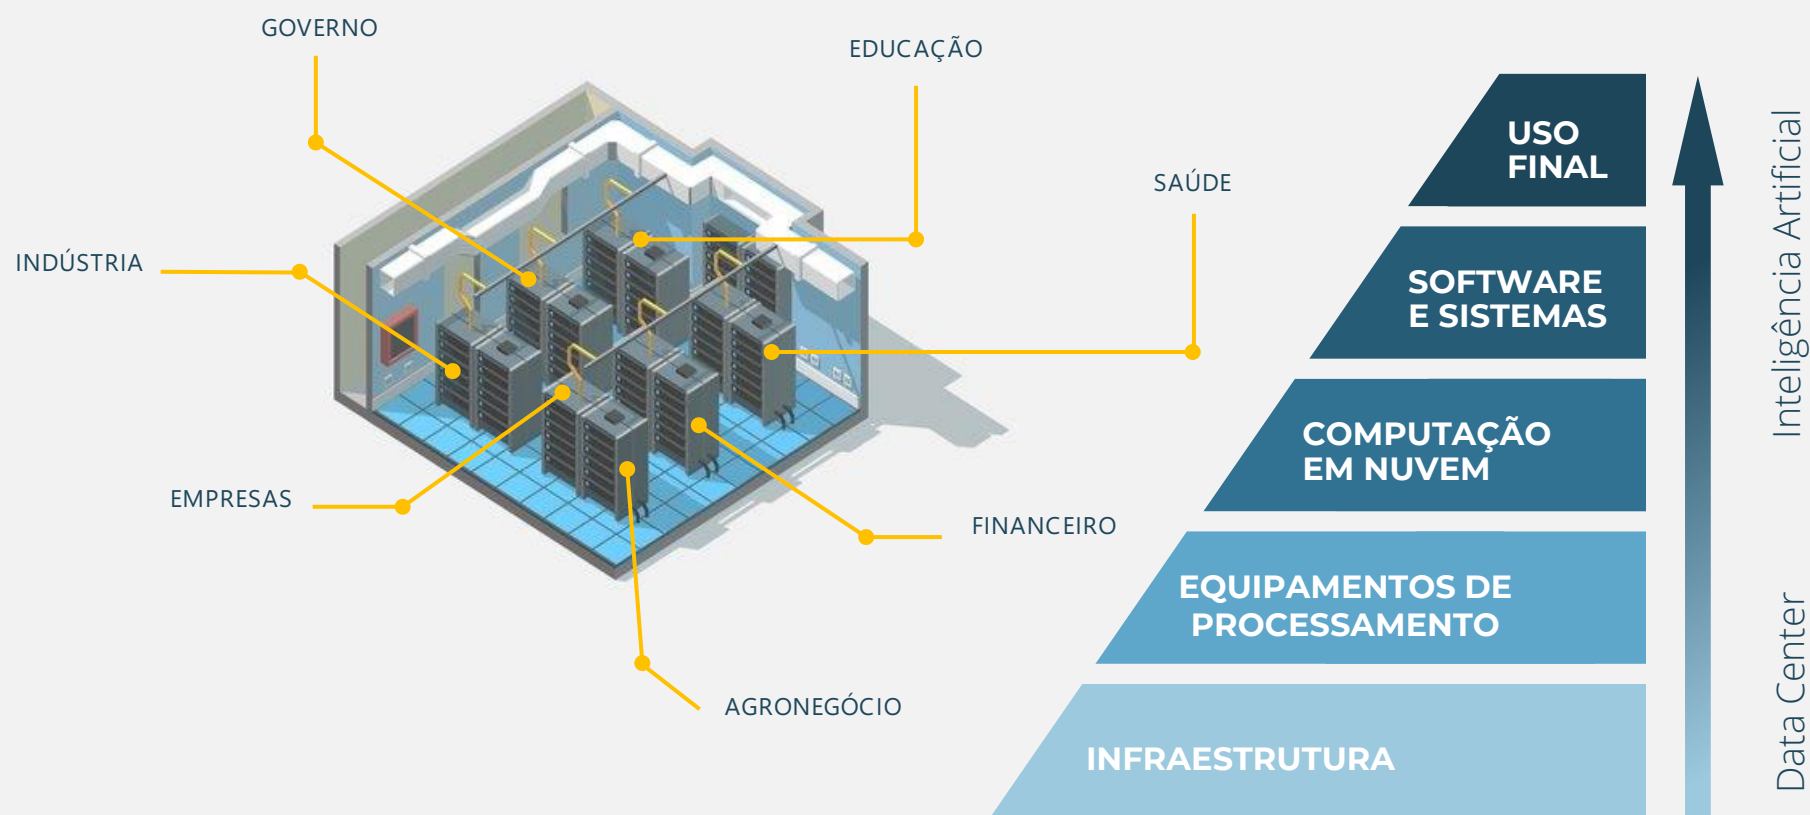 GOVERNO
EDUCAÇÃO
SAÚDE
INDÚSTRIA
EMPRESAS
FINANCEIRO
AGRONEGÓCIO
USO
FINAL
SOFTWARE
E SISTEMAS
COMPUTAÇÃO
EM NUVEM
EQUIPAMENTOS DE
PROCESSAMENTO
INFRAESTRUTURA
Inteligência Artificial
Data Center